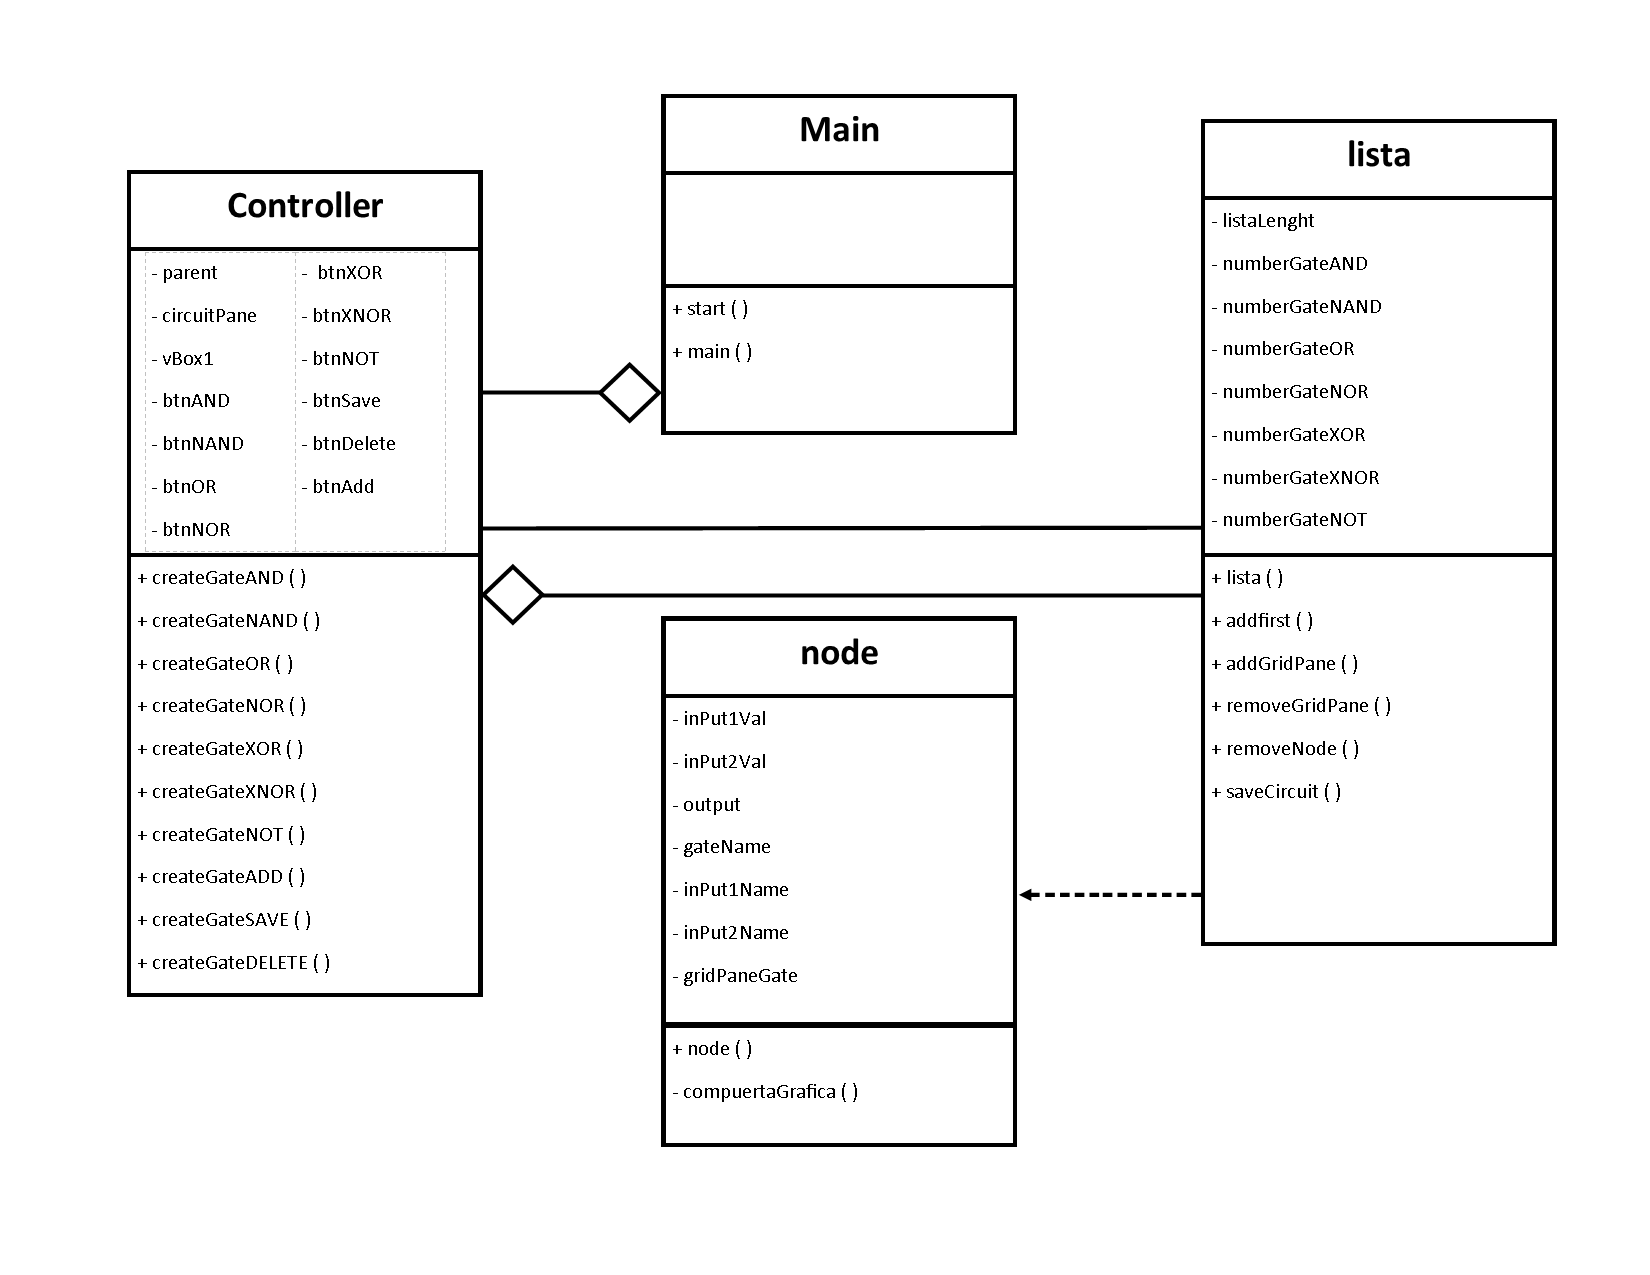 Main
+ start ( )
+ main ( )
lista
- listaLenght
- numberGateAND
- numberGateNAND
- numberGateOR
- numberGateNOR
- numberGateXOR
- numberGateXNOR
- numberGateNOT
+ lista ( )
+ addfirst ( )
+ addGridPane ( )
+ removeGridPane ( )
+ removeNode ( )
+ saveCircuit ( )
Controller
- parent
- circuitPane
- vBox1
- btnAND
- btnNAND
- btnOR
- btnNOR
- btnXOR
- btnXNOR
- btnNOT
- btnSave
- btnDelete
- btnAdd
+ createGateAND ( )
+ createGateNAND ( )
+ createGateOR ( )
+ createGateNOR ( )
+ createGateXOR ( )
+ createGateXNOR ( )
+ createGateNOT ( )
+ createGateADD ( )
+ createGateSAVE ( )
+ createGateDELETE ( )
node
- inPut1Val
- inPut2Val
- output
- gateName
- inPut1Name
- inPut2Name
- gridPaneGate
+ node ( )
- compuertaGrafica ( )